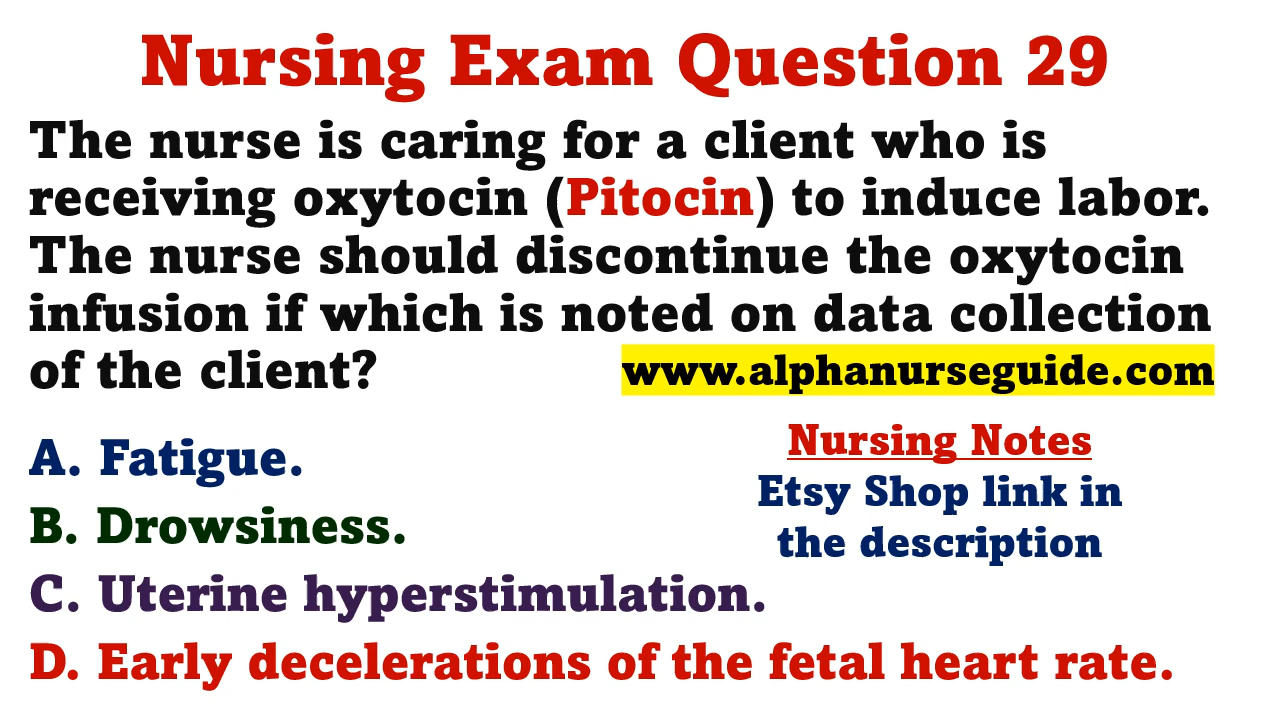 Nursing Exam Question 29
The nurse is caring for a client who is
receiving oxytocin (Pitocin) to induce labor.
The nurse should discontinue the oxytocin
infusion if which is noted on data collection
of the client?
www.alphanurseguide.com
A. Fatigue.
B. Drowsiness.
C. Uterine hyperstimulation.
D. Early decelerations of the fetal heart rate.
Nursing Notes
Etsy Shop link in
the description